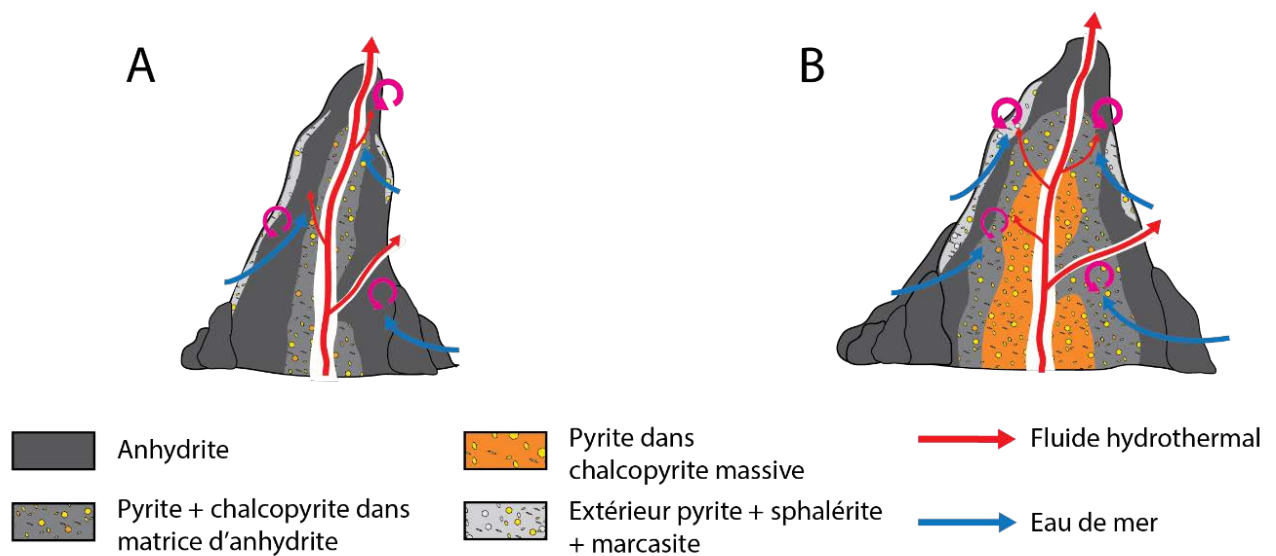 A
B
Anhydrite
Pyrite + chalcopyrite dans
matrice d'anhydrite
Pyrite dans
chalcopyrite massive
Extérieur pyrite + sphalérite
+ marcasite
Fluide hydrothermal
Eau de mer